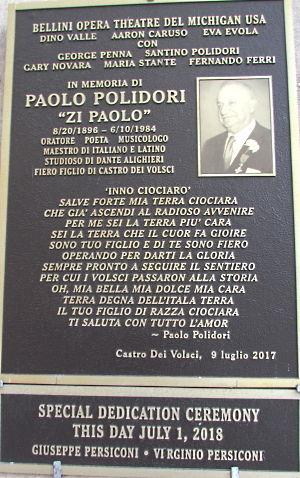 BELLINI OPERA THEATRE DEL MICHIGAN USA
DINO VALLE AARON CARUSO EVA EVOLA
CON
GEORGE PENNA SANTINO POLIDORI
GARY NOVARA MARIA STANTE FERNANDO FERRI
IN MEMORIA DI
PAOLO POLIDORI
"ZI PAOLO"
8/20/1896 – 6/10/1984
ORATORE POETA MUSICOLOGO
MAESTRO DI ITALIANO E LATINO
STUDIOSO DI DANTE ALIGHIERI
FIERO FIGLIO DI CASTRO DEI VOLSCI
'INNO CIOCIARO'
SALVE FORTE MIA TERRA CIOCIARA
CHE GIA' ASCENDI AL RADIOSO AVVENIRE
PER ME SEI LA TERRA PIU' CARA
SEI LA TERRA CHE IL CUOR FA GIOIRE
SONO TUO FIGLIO E DI TE SONO FIERO
OPERANDO PER DARTI LA GLORIA
SEMPRE PRONTO A SEGUIRE IL SENTIERO
PER CUI I VOLSCI PASSARON ALLA STORIA
OH, MIA BELLA MIA DOLCE MIA CARA
TERRA DEGNA DELL'ITALA TERRA
IL TUO FIGLIO DI RAZZA CIOCIARA
TI SALUTA CON TUTTO L'AMOR
~ Paolo Polidori
Castro Dei Volsci, 9 luglio 2017
SPECIAL DEDICATION CEREMONY
THIS DAY JULY 1, 2018
GIUSEPPE PERSICONI • VIRGINIO PERSICONI